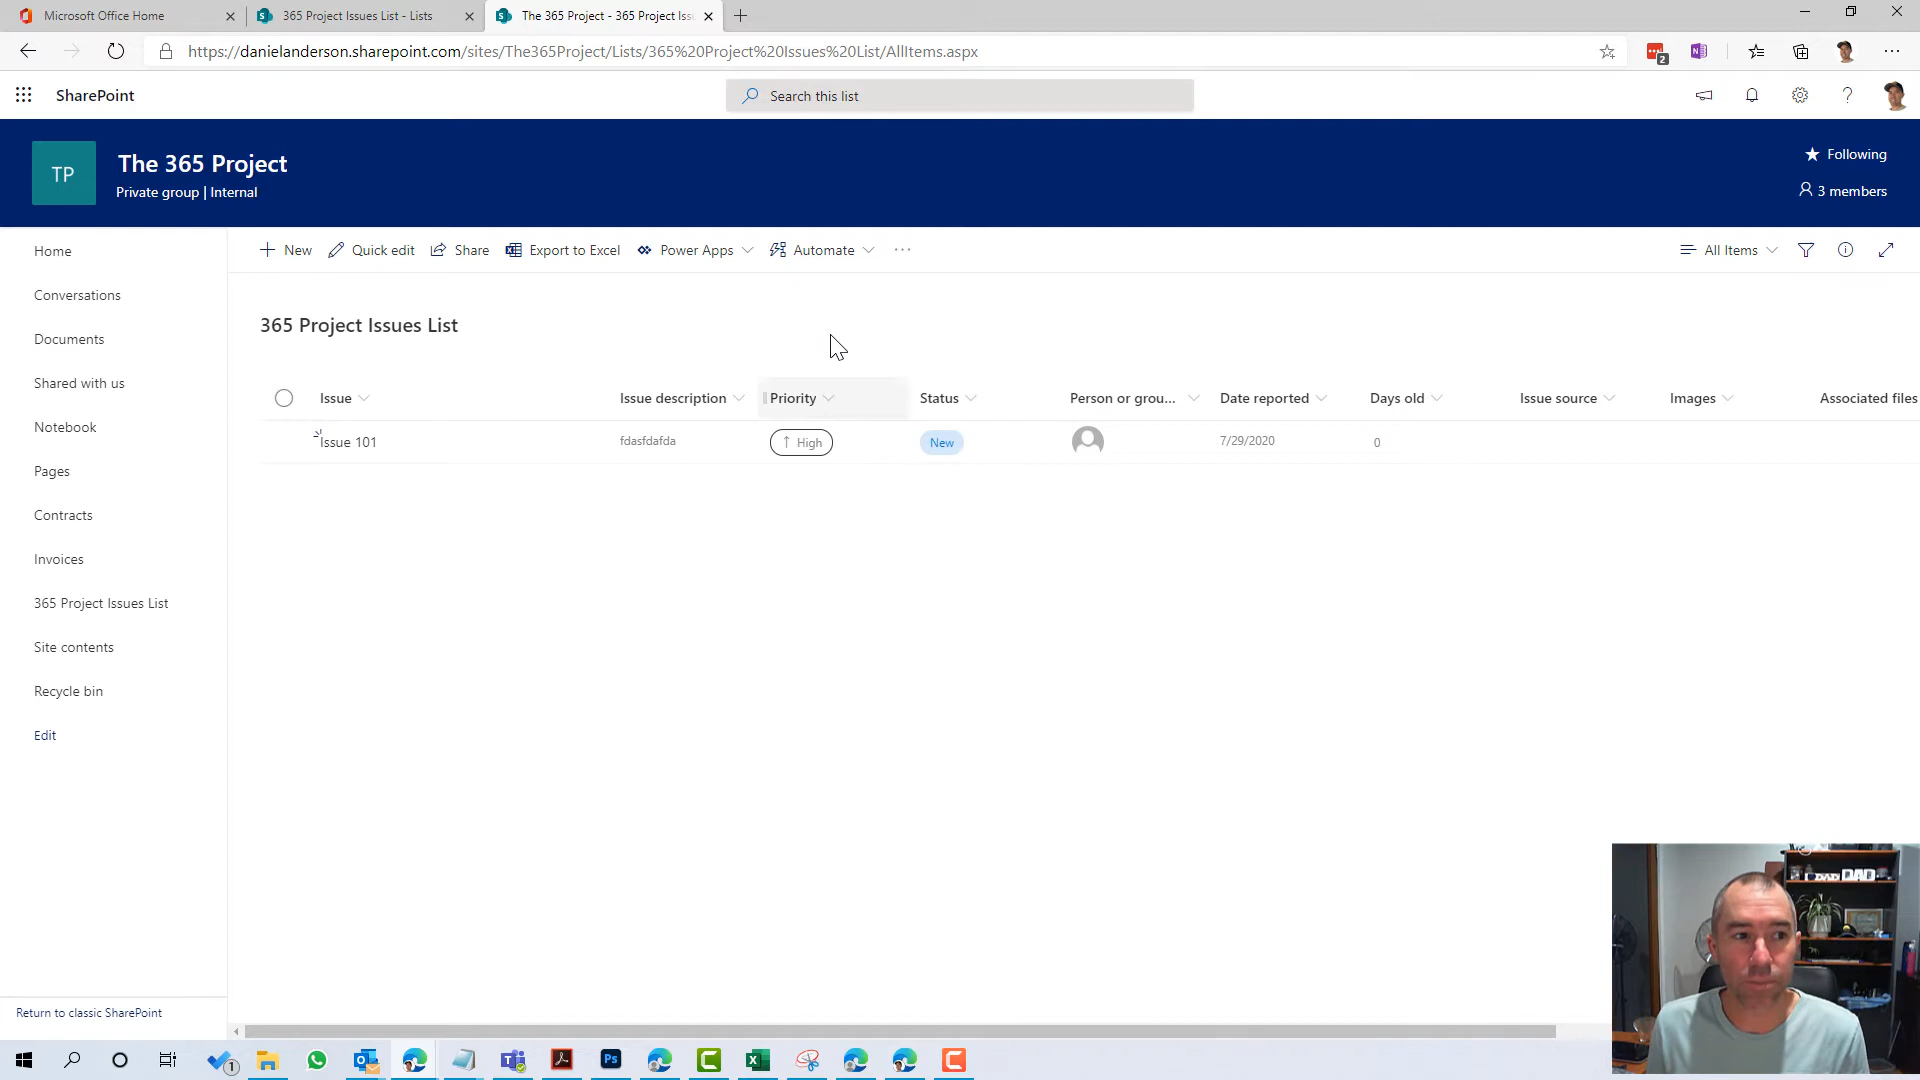 Microsoft Office Home
365 Project Issues List - Lists
The 365 Project - 365 Project Iss
https://danielanderson.sharepoint.com/sites/The365Project/Lists/365%20Project%20Issues%20List/AllItems.aspx
2
SharePoint
Search this list
TP
The 365 Project
Private group | Internal
Following
3 members
New
Quick edit
Share
Export to Excel
Power Apps
Automate
All Items
Home
Conversations
Documents
Shared with us
Notebook
Pages
Contracts
Invoices
365 Project Issues List
Site contents
Recycle bin
Edit
Return to classic SharePoint
365 Project Issues List
Issue
Issue description
Priority
Status
Person or grou...
Date reported
Days old
Issue source
Images
Associated files
Issue 101
fdasfdafda
High
New
7/29/2020
0
DAD
DAD
1
Ps